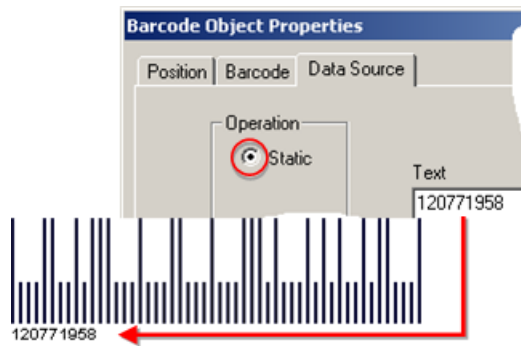 Barcode Object Properties
Position Barcode Data Source
Operation
Static
Text
120771958
120771958